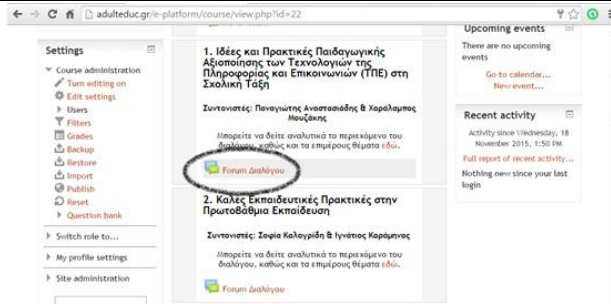 adulteduc.gr/e-platform/course/view.php?id=22
Settings
Course administration
Turn editing on
Edit settings
Users
Filters
Grades
Backup
Restore
Import
Publish
Reset
Question bank
Switch role to...
My profile settings
Site administration
1. Ιδέες και Πρακτικές Παιδαγωγικής
Αξιοποίησης των Τεχνολογιών της
Πληροφορίας και Επικοινωνιών (ΤΠΕ) στη
Σχολική Τάξη
Συντονιστές: Παναγιώτης Αναστασιάδης & Χαράλαμπος
Μουζάκης
Μπορείτε να δείτε αναλυτικά το περιεχόμενο του
διαλόγου, καθώς και τα επιμέρους θέματα εδώ.
Forum Διαλόγου
2. Καλές Εκπαιδευτικές Πρακτικές στην
Πρωτοβάθμια Εκπαίδευση
Συντονιστές: Σοφία Καλογρίδη & Ιγνάτιος Καράμηνας
Μπορείτε να δείτε αναλυτικά το περιεχόμενο του
διαλόγου, καθώς και τα επιμέρους θέματα εδώ.
Forum Διαλόγου
Upcoming events
There are no upcoming
events
Go to calendar...
New event...
Recent activity
Activity since Wednesday, 18
November 2015, 1:50 PM
Full report of recent activity...
Nothing new since your last
login